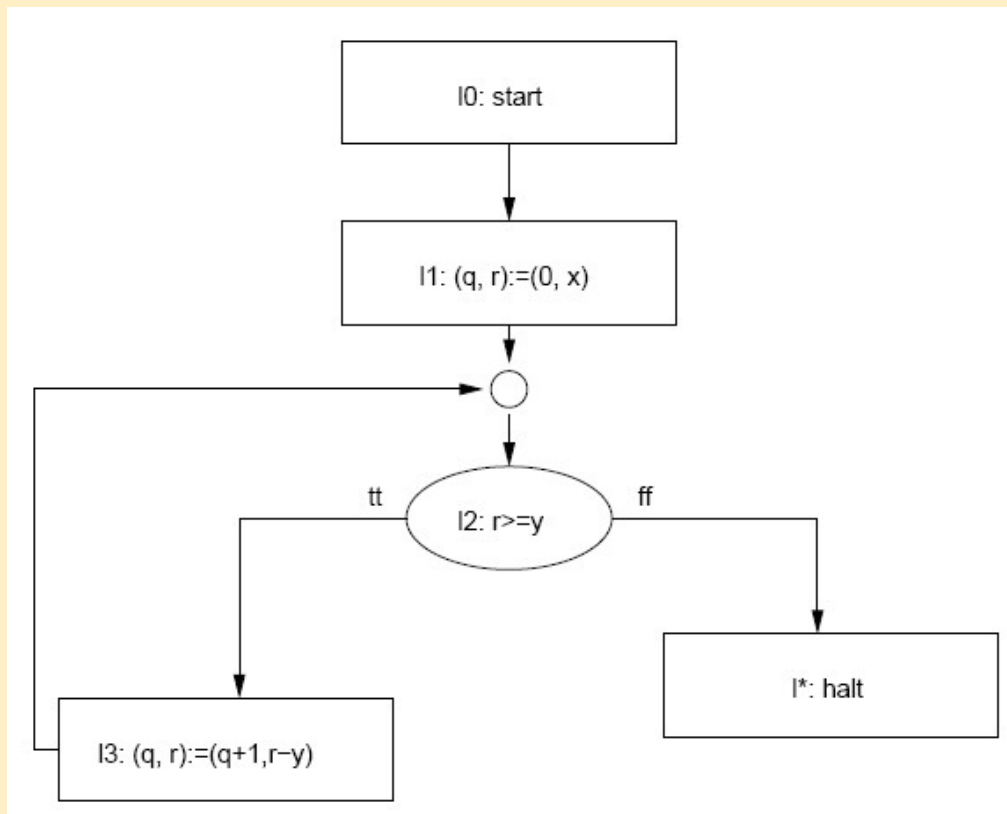 l0: start
l1: (q, r):=(0, x)
tt
ff
l2: r>=y
l*: halt
l3: (q, r):=(q+1,r−y)